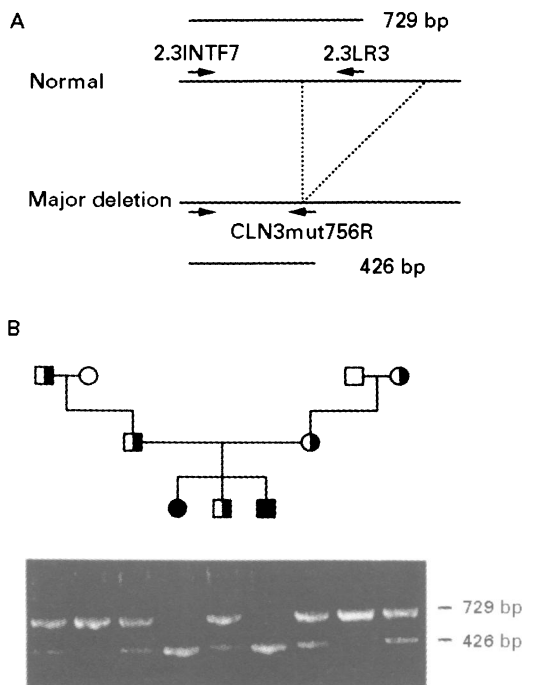 A
729 bp
2.3INTF7
2.3LR3
Normal
Major deletion
CLN3mut756R
426 bp
B
729 bp
426 bp